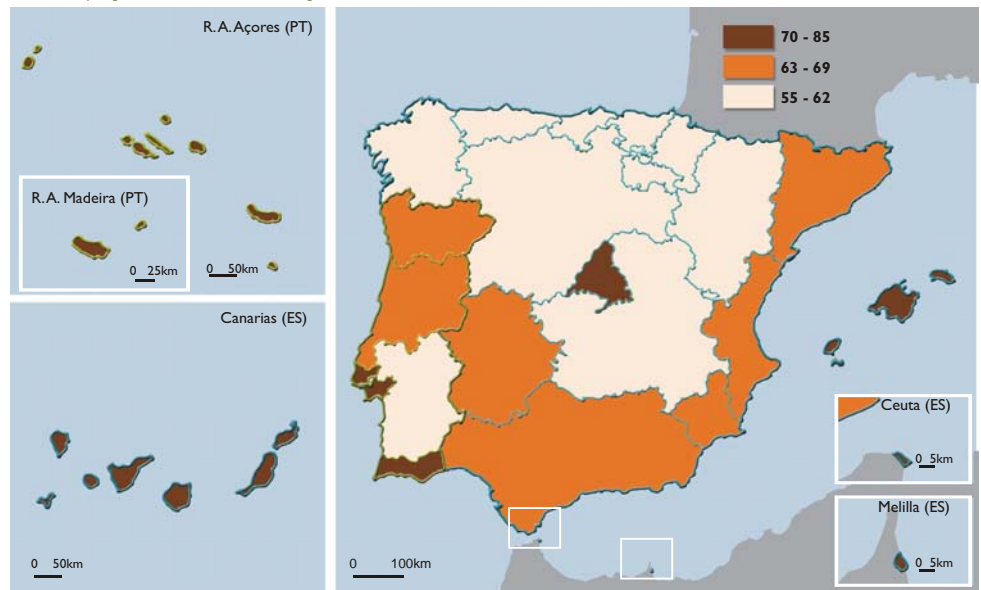 R.A. Açores (PT)
R.A. Madeira (PT)
0 25km
0 50km
Canarias (ES)
0 50km
70 - 85
63 - 69
55 - 62
Ceuta (ES)
0 5km
Melilla (ES)
0 5km
0 100km